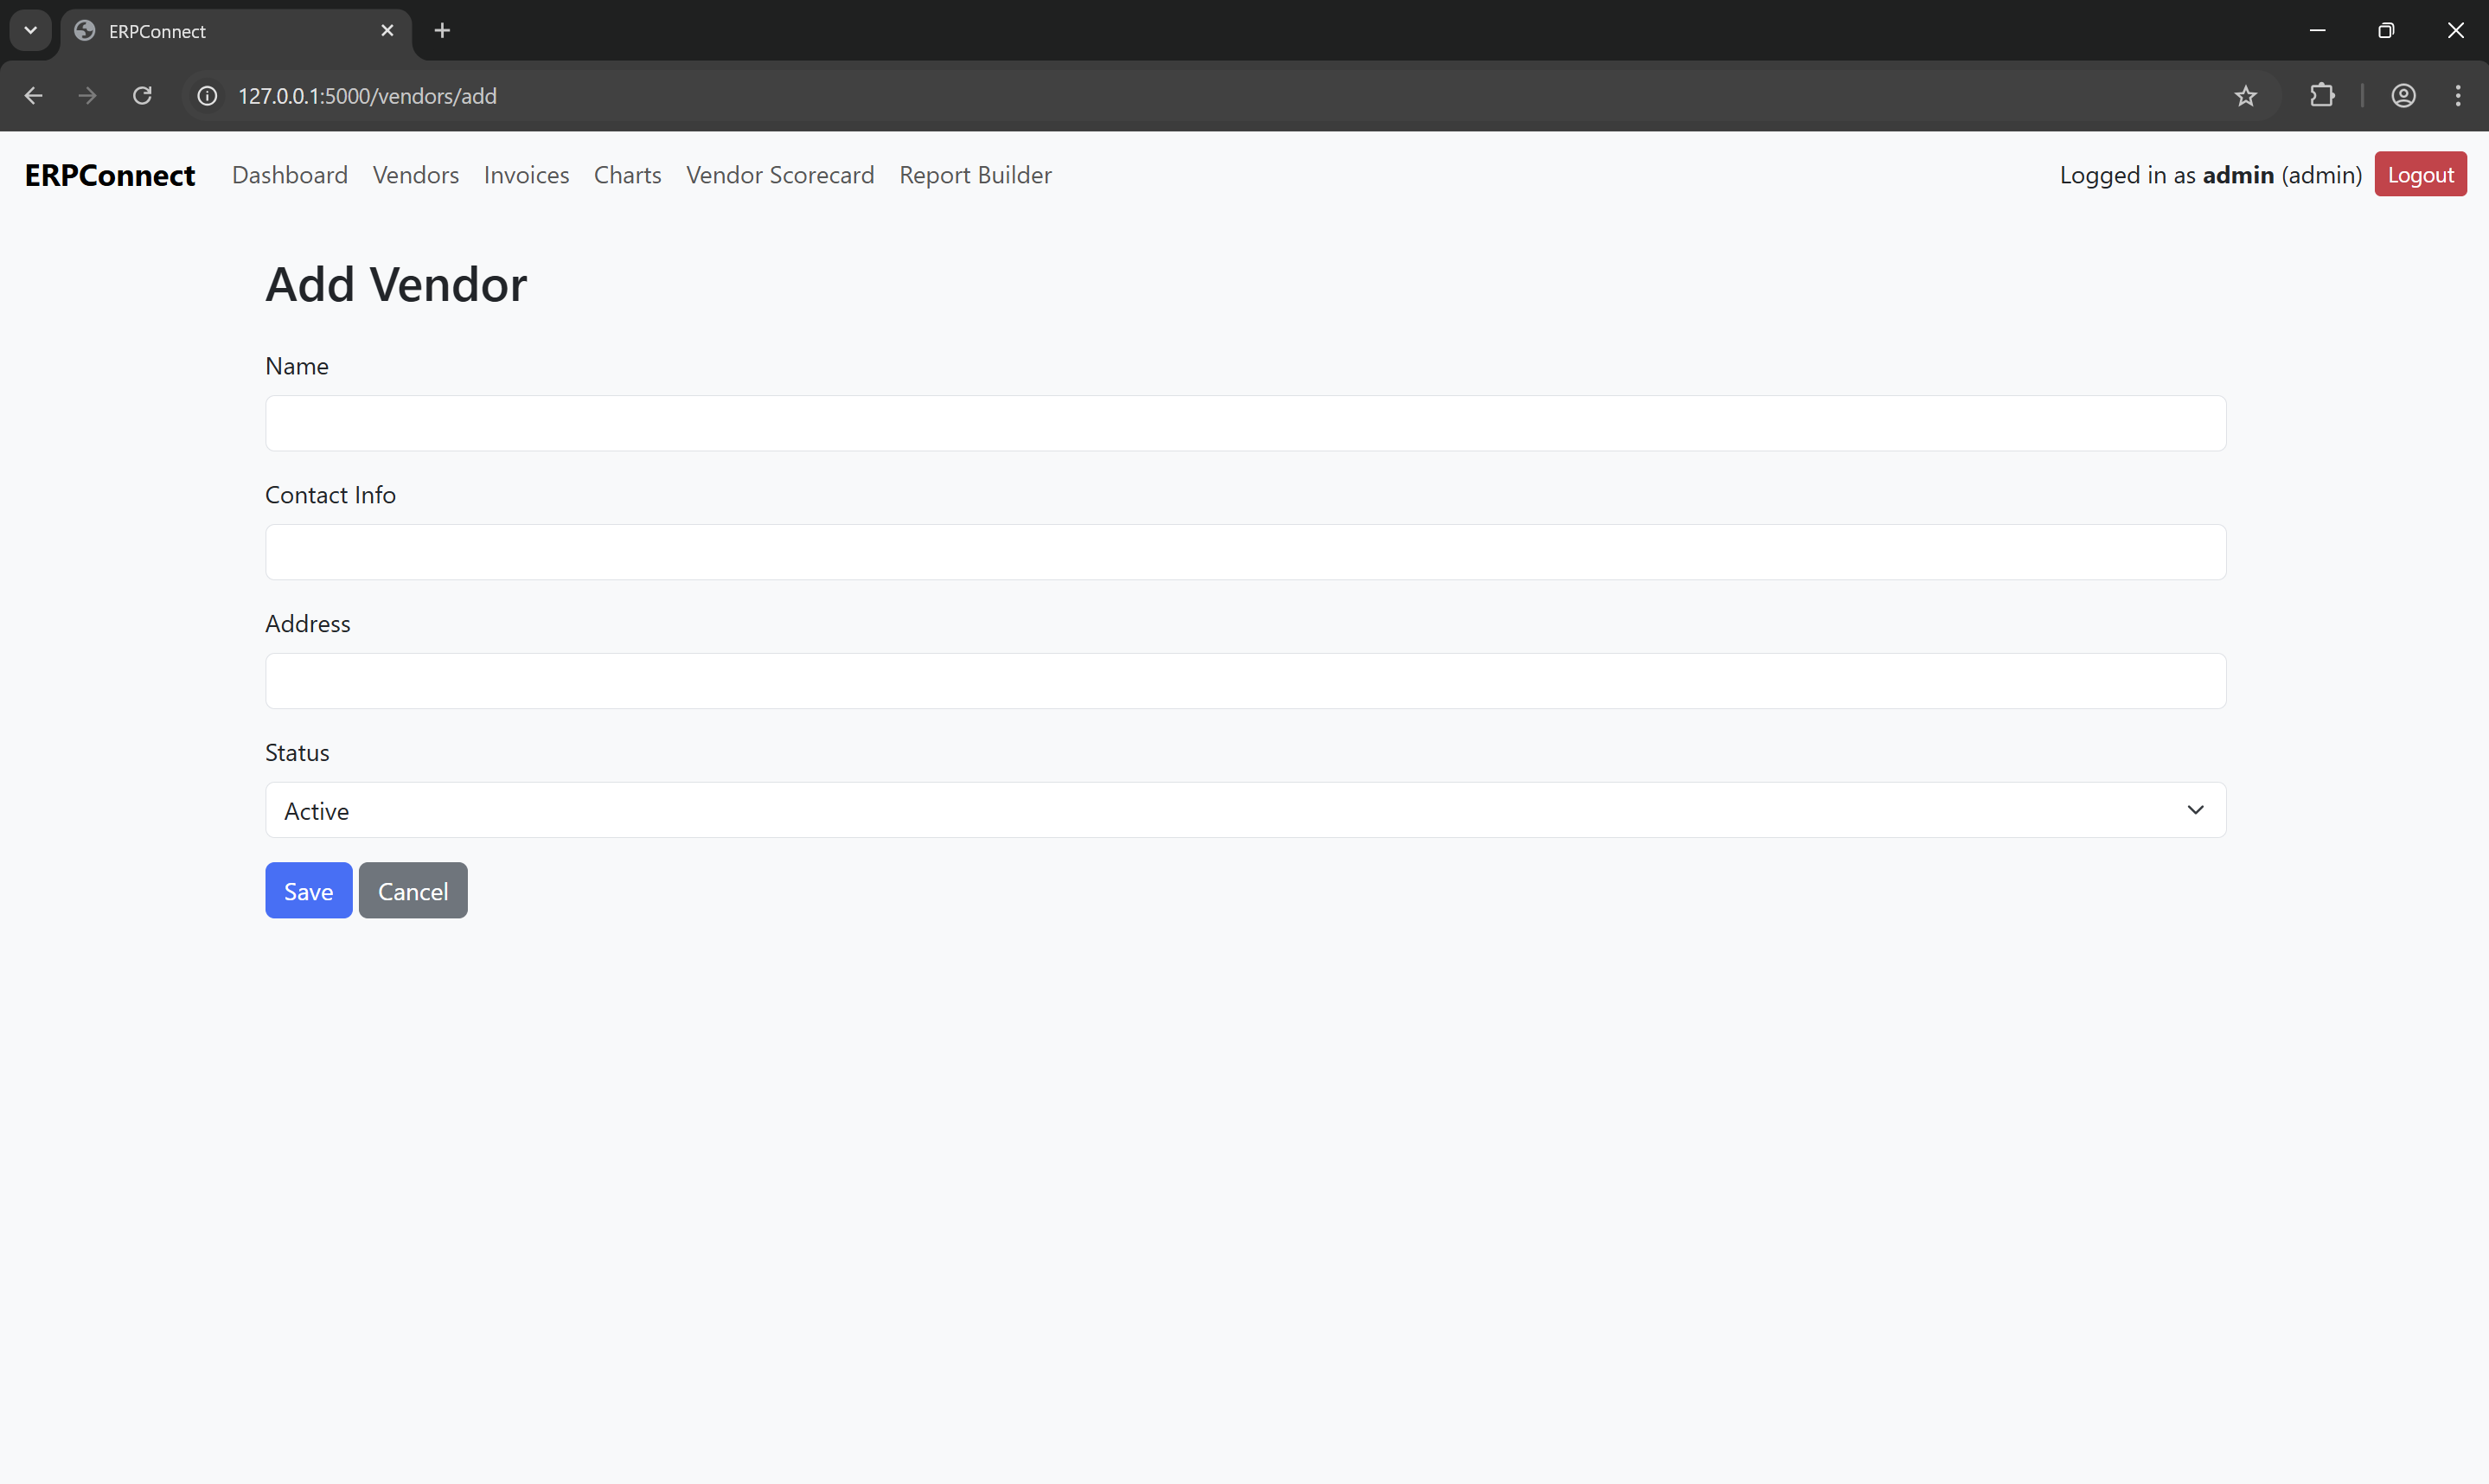 ERPConnect
127.0.0.1:5000/vendors/add
ERPConnect Dashboard Vendors Invoices Charts Vendor Scorecard Report Builder Logged in as admin (admin) Logout
Add Vendor
Name
Contact Info
Address
Status
Active
Save Cancel